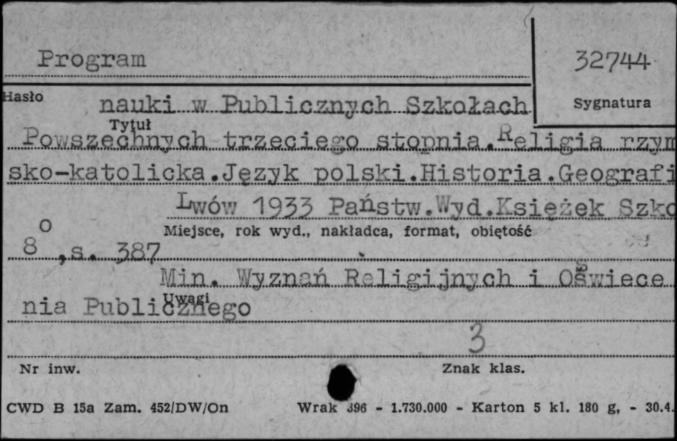 Program
32744
Hasło
Sygnatura
nauki w Publicznych Szkołach
Tytuł
Powszechnych trzeciego stopnia.Religia rzym
sko-katolicka.Język polski.Historia.Geografi
Lwów 1933 Państw.Wyd.Książek Szko
Miejsce, rok wyd., nakładca, format, objętość
8o,s. 387
Min. Wyznań Religijnych i Oświece
Uwagi
nia Publicznego
3
Nr inw.
Znak klas.
CWD B 15a Zam. 452/DW/On Wrak 396 - 1.730.000 - Karton 5 kl. 180 g, - 30.4.